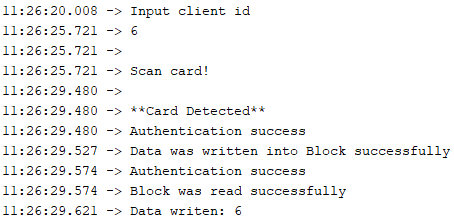 11:26:20.008 -> Input client id
11:26:25.721 -> 6
11:26:25.721 ->
11:26:25.721 -> Scan card!
11:26:29.480 ->
11:26:29.480 -> **Card Detected**
11:26:29.480 -> Authentication success
11:26:29.527 -> Data was written into Block successfully
11:26:29.574 -> Authentication success
11:26:29.574 -> Block was read successfully
11:26:29.621 -> Data writen: 6